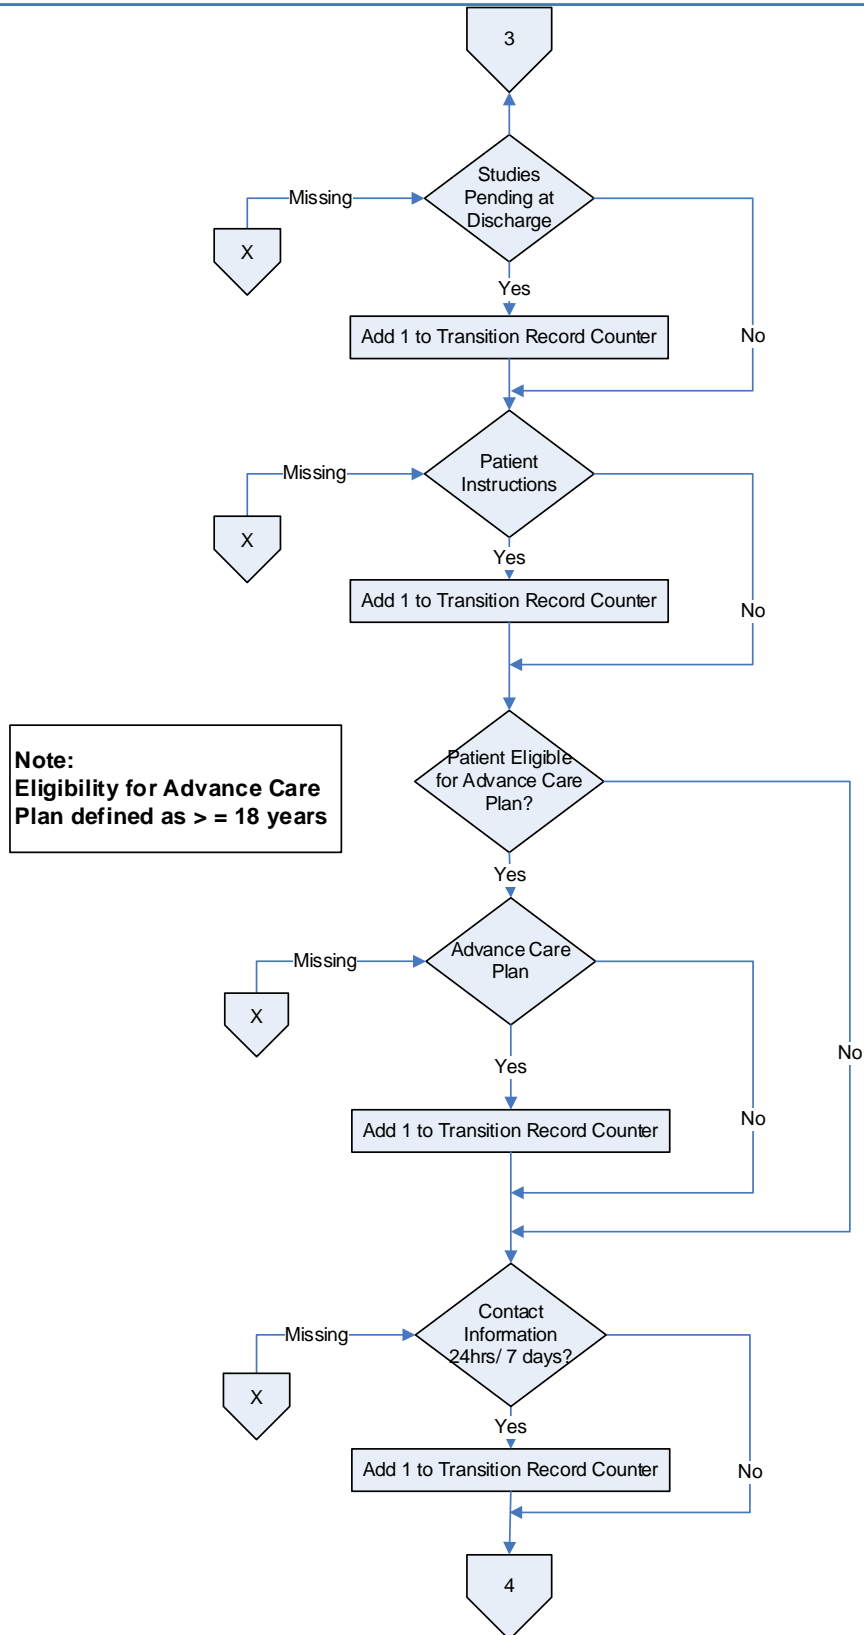 3
Studies
Pending at
Discharge
Missing
X
Yes
Add 1 to Transition Record Counter
No
Patient
Instructions
Missing
X
Yes
Add 1 to Transition Record Counter
No
Note:
Eligibility for Advance Care
Plan defined as > = 18 years
Patient Eligible
for Advance Care
Plan?
Yes
Advance Care
Plan
Missing
X
No
Yes
Add 1 to Transition Record Counter
No
Contact
Information
24hrs/ 7 days?
Missing
X
Yes
Add 1 to Transition Record Counter
No
4